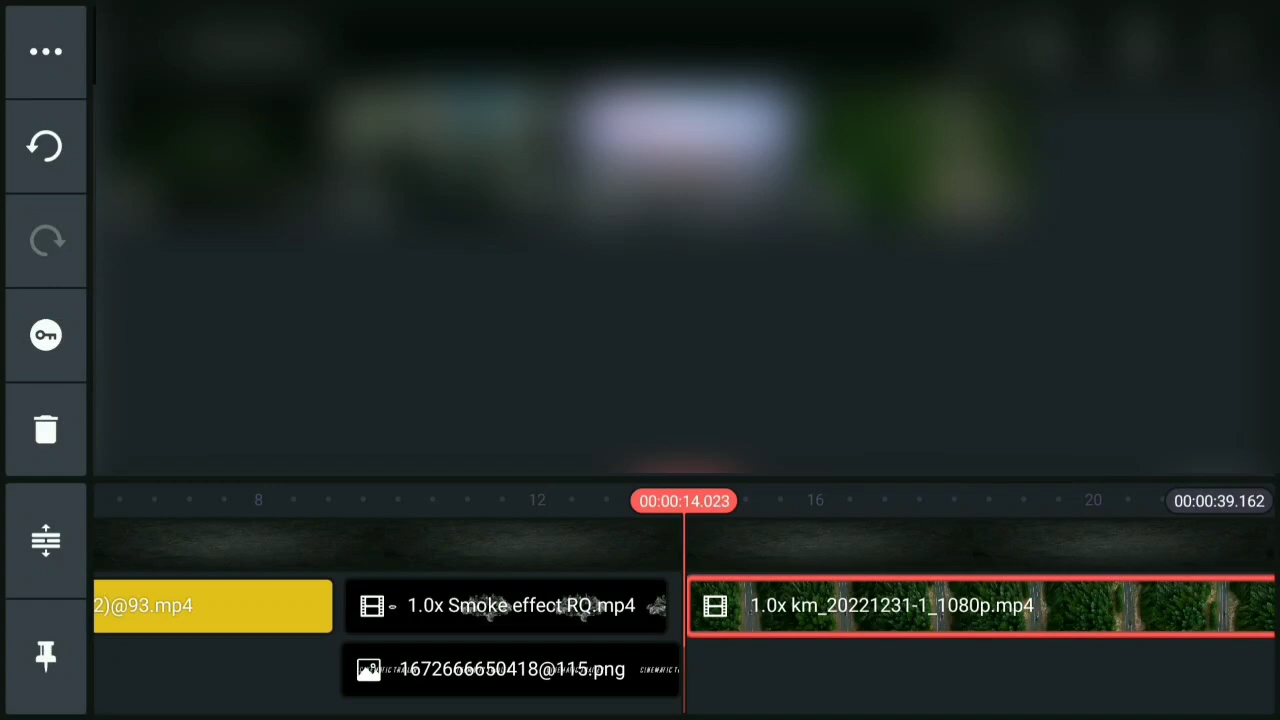 8
12
00:00:14.023
16
20
00:00:39.162
2)@93.mp4
1.0x Smoke effect RQ.mp4
1.0x km_20221231-1_1080p.mp4
1672666650418@115.png